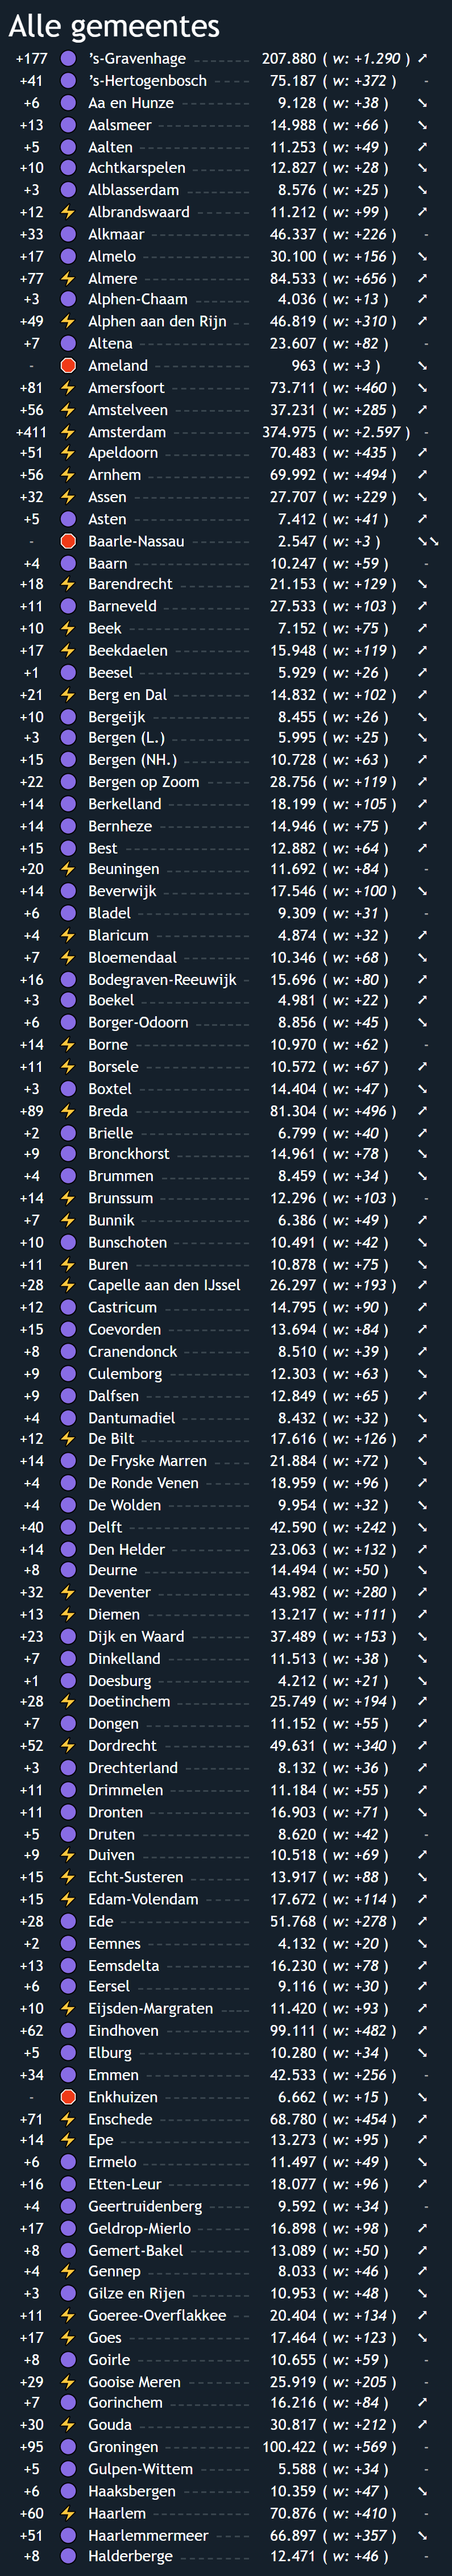 Alle gemeentes
+177 's-Gravenhage 207.880 ( w: +1.290 )
+41 's-Hertogenbosch 75.187 ( w: +372 ) -
+6 Aa en Hunze 9.128 ( w: +38 )
+13 Aalsmeer 14.988 ( w: +66 )
+5 Aalten 11.253 ( w: +49 )
+10 Achtkarspelen 12.827 ( w: +28 )
+3 Alblasserdam 8.576 ( w: +25 )
+12 Albrandswaard 11.212 ( w: +99 )
+33 Alkmaar 46.337 ( w: +226 ) -
+17 Almelo 30.100 ( w: +156 )
+77 Almere 84.533 ( w: +656 )
+3 Alphen-Chaam 4.036 ( w: +13 )
+49 Alphen aan den Rijn 46.819 ( w: +310 )
+7 Altena 23.607 ( w: +82 ) -
- Ameland 963 ( w: +3 )
+81 Amersfoort 73.711 ( w: +460 )
+56 Amstelveen 37.231 ( w: +285 )
+411 Amsterdam 374.975 ( w: +2.597 ) -
+51 Apeldoorn 70.483 ( w: +435 )
+56 Arnhem 69.992 ( w: +494 )
+32 Assen 27.707 ( w: +229 )
+5 Asten 7.412 ( w: +41 )
- Baarle-Nassau 2.547 ( w: +3 )
+4 Baarn 10.247 ( w: +59 ) -
+18 Barendrecht 21.153 ( w: +129 )
+11 Barneveld 27.533 ( w: +103 )
+10 Beek 7.152 ( w: +75 )
+17 Beekdaelen 15.948 ( w: +119 )
+1 Beesel 5.929 ( w: +26 )
+21 Berg en Dal 14.832 ( w: +102 )
+10 Bergeijk 8.455 ( w: +26 )
+3 Bergen (L.) 5.995 ( w: +25 )
+15 Bergen (NH.) 10.728 ( w: +63 )
+22 Bergen op Zoom 28.756 ( w: +119 )
+14 Berkelland 18.199 ( w: +105 )
+14 Bernheze 14.946 ( w: +75 )
+15 Best 12.882 ( w: +64 )
+20 Beuningen 11.692 ( w: +84 ) -
+14 Beverwijk 17.546 ( w: +100 )
+6 Bladel 9.309 ( w: +31 ) -
+4 Blaricum 4.874 ( w: +32 )
+7 Bloemendaal 10.346 ( w: +68 )
+16 Bodegraven-Reeuwijk 15.696 ( w: +80 )
+3 Boekel 4.981 ( w: +22 )
+6 Borger-Odoorn 8.856 ( w: +45 )
+14 Borne 10.970 ( w: +62 ) -
+11 Borsele 10.572 ( w: +67 )
+3 Boxtel 14.404 ( w: +47 )
+89 Breda 81.304 ( w: +496 )
+2 Brielle 6.799 ( w: +40 )
+9 Bronckhorst 14.961 ( w: +78 )
+4 Brummen 8.459 ( w: +34 )
+14 Brunssum 12.296 ( w: +103 ) -
+7 Bunnik 6.386 ( w: +49 )
+10 Bunschoten 10.491 ( w: +42 )
+11 Buren 10.878 ( w: +75 )
+28 Capelle aan den IJssel 26.297 ( w: +193 )
+12 Castricum 14.795 ( w: +90 )
+15 Coevorden 13.694 ( w: +84 )
+8 Cranendonck 8.510 ( w: +39 )
+9 Culemborg 12.303 ( w: +63 )
+9 Dalfsen 12.849 ( w: +65 )
+4 Dantumadiel 8.432 ( w: +32 )
+12 De Bilt 17.616 ( w: +126 )
+14 De Fryske Marren 21.884 ( w: +72 )
+4 De Ronde Venen 18.959 ( w: +96 )
+4 De Wolden 9.954 ( w: +32 )
+40 Delft 42.590 ( w: +242 )
+14 Den Helder 23.063 ( w: +132 )
+8 Deurne 14.494 ( w: +50 )
+32 Deventer 43.982 ( w: +280 )
+13 Diemen 13.217 ( w: +111 )
+23 Dijk en Waard 37.489 ( w: +153 )
+7 Dinkelland 11.513 ( w: +38 )
+1 Doesburg 4.212 ( w: +21 )
+28 Doetinchem 25.749 ( w: +194 )
+7 Dongen 11.152 ( w: +55 )
+52 Dordrecht 49.631 ( w: +340 )
+3 Drechterland 8.132 ( w: +36 )
+11 Drimmelen 11.184 ( w: +55 )
+11 Dronten 16.903 ( w: +71 )
+5 Druten 8.620 ( w: +42 ) -
+9 Duiven 10.518 ( w: +69 )
+15 Echt-Susteren 13.917 ( w: +88 )
+15 Edam-Volendam 17.672 ( w: +114 )
+28 Ede 51.768 ( w: +278 )
+2 Eemnes 4.132 ( w: +20 )
+13 Eemsdelta 16.230 ( w: +78 )
+6 Eersel 9.116 ( w: +30 )
+10 Eijsden-Margraten 11.420 ( w: +93 )
+62 Eindhoven 99.111 ( w: +482 )
+5 Elburg 10.280 ( w: +34 )
+34 Emmen 42.533 ( w: +256 ) -
- Enkhuizen 6.662 ( w: +15 )
+71 Enschede 68.780 ( w: +454 )
+14 Epe 13.273 ( w: +95 )
+6 Ermelo 11.497 ( w: +49 )
+16 Etten-Leur 18.077 ( w: +96 )
+4 Geertruidenberg 9.592 ( w: +34 ) -
+17 Geldrop-Mierlo 16.898 ( w: +98 )
+8 Gemert-Bakel 13.089 ( w: +50 )
+4 Gennep 8.033 ( w: +46 )
+3 Gilze en Rijen 10.953 ( w: +48 )
+11 Goeree-Overflakkee 20.404 ( w: +134 )
+17 Goes 17.464 ( w: +123 )
+8 Goirle 10.655 ( w: +59 ) -
+29 Gooise Meren 25.919 ( w: +205 ) -
+7 Gorinchem 16.216 ( w: +84 )
+30 Gouda 30.817 ( w: +212 )
+95 Groningen 100.422 ( w: +569 ) -
+5 Gulpen-Wittem 5.588 ( w: +34 ) -
+6 Haaksbergen 10.359 ( w: +47 )
+60 Haarlem 70.876 ( w: +410 ) -
+51 Haarlemmermeer 66.897 ( w: +357 )
+8 Halderberge 12.471 ( w: +46 ) -